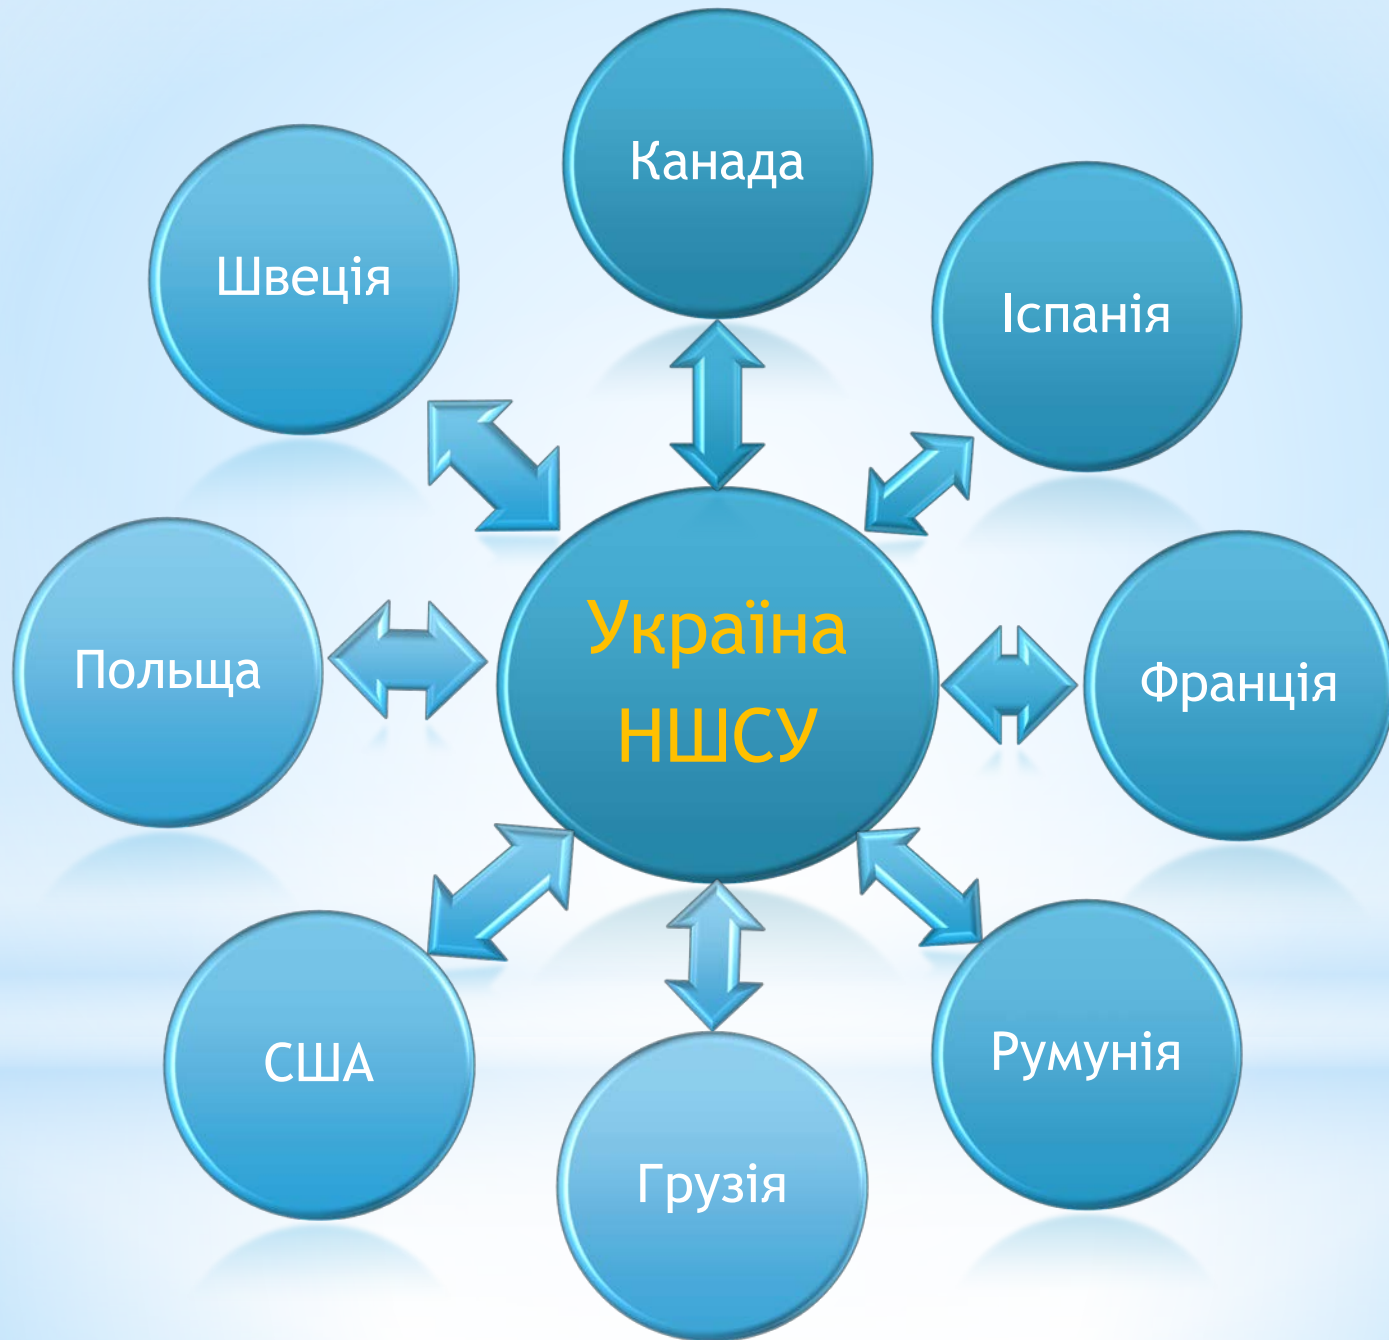 Канада
Швеція
Іспанія
Україна
НШСУ
Польща
Франція
США
Румунія
Грузія